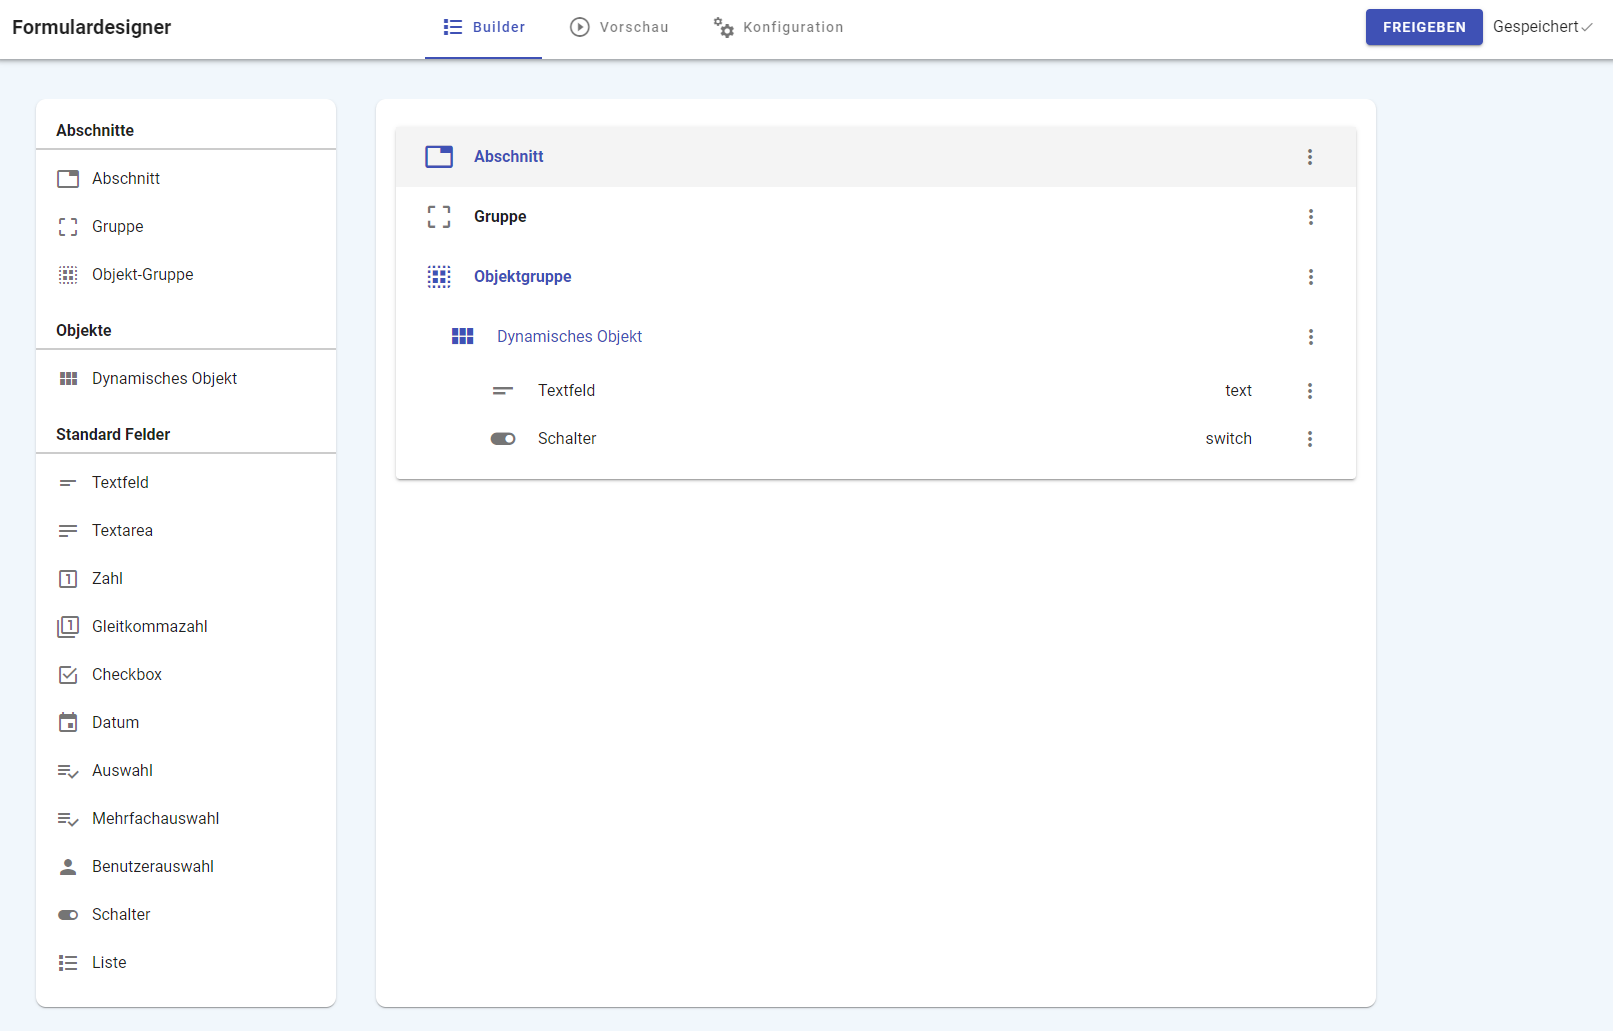 Formulardesigner
Builder
Vorschau
Konfiguration
FREIGEBEN
Gespeichert
Abschnitte
Abschnitt
Gruppe
Objekt-Gruppe
Objekte
Dynamisches Objekt
Standard Felder
Textfeld
Textarea
Zahl
Gleitkommazahl
Checkbox
Datum
Auswahl
Mehrfachauswahl
Benutzerauswahl
Schalter
Liste
Abschnitt
Gruppe
Objektgruppe
Dynamisches Objekt
Textfeld text
Schalter switch